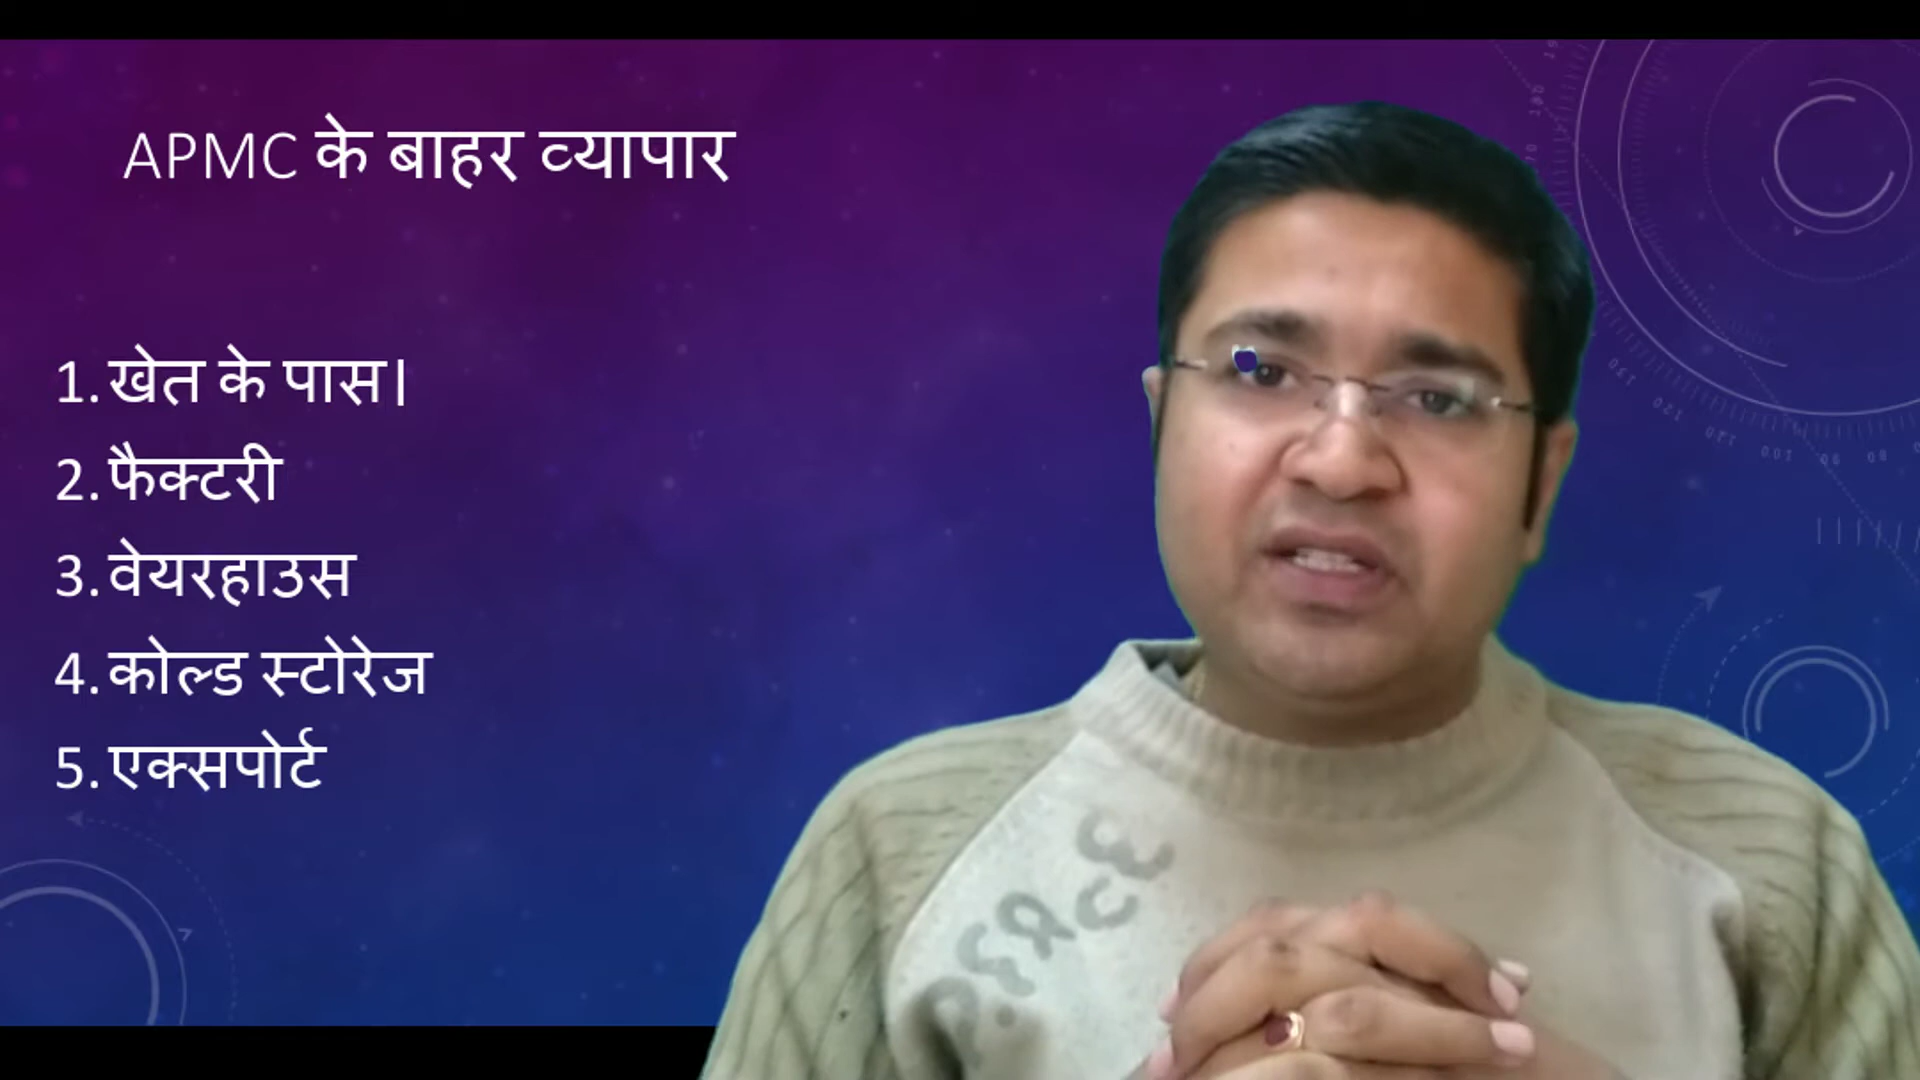 APMC के बाहर व्यापार
1. खेत के पास।
2. फैक्टरी
3. वेयरहाउस
4. कोल्ड स्टोरेज
5. एक्सपोर्ट